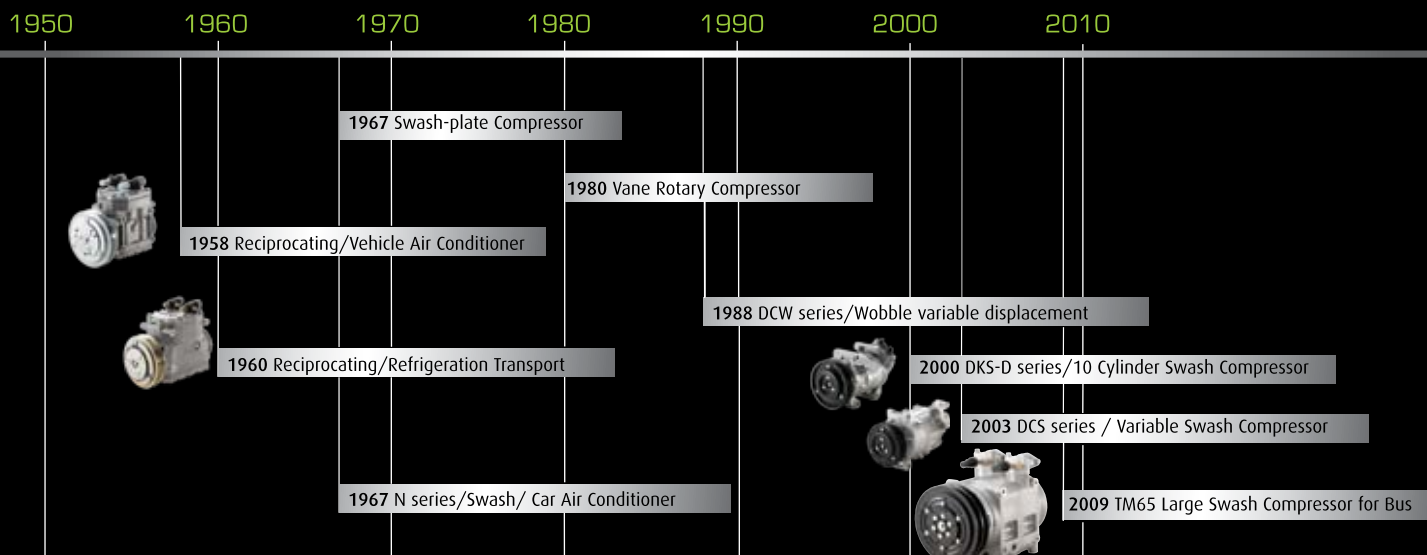 1950 1960 1970 1980 1990 2000 2010
1967 Swash-plate Compressor
1980 Vane Rotary Compressor
1958 Reciprocating/Vehicle Air Conditioner
1988 DCW series/Wobble variable displacement
1960 Reciprocating/Refrigeration Transport
2000 DKS-D series/10 Cylinder Swash Compressor
2003 DCS series / Variable Swash Compressor
1967 N series/Swash/ Car Air Conditioner
2009 TM65 Large Swash Compressor for Bus